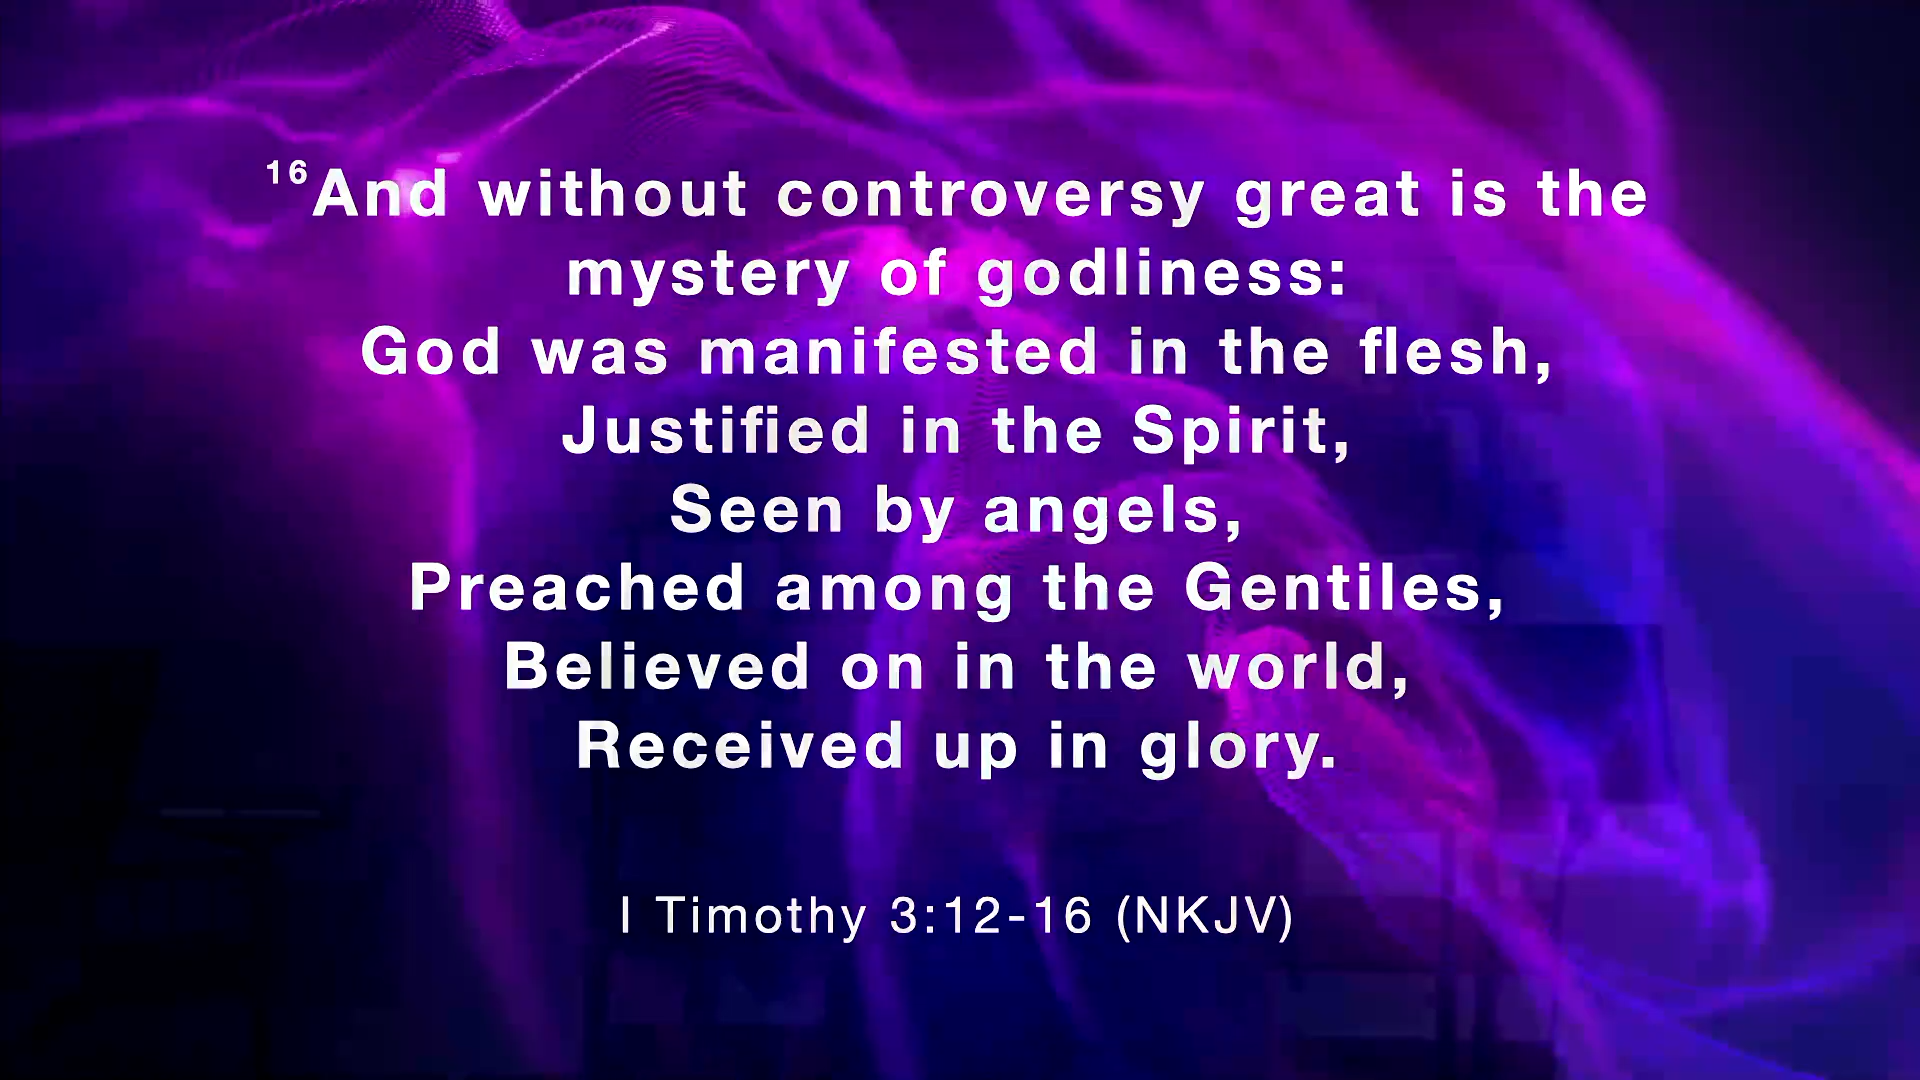 16And without controversy great is the
mystery of godliness:
God was manifested in the flesh,
Justified in the Spirit,
Seen by angels,
Preached among the Gentiles,
Believed on in the world,
Received up in glory.
I Timothy 3:12-16 (NKJV)